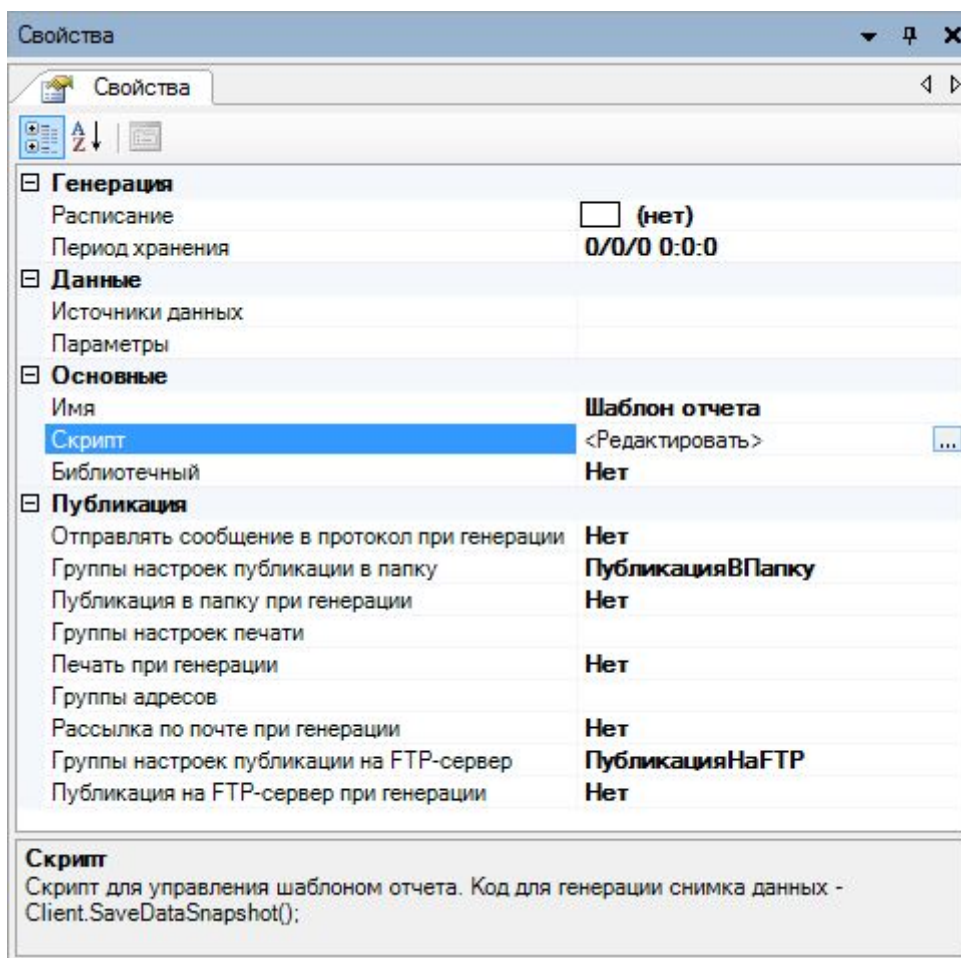 Свойства
Свойства
Генерация
Расписание (нет)
Период хранения 0/0/0 0:0:0
Данные
Источники данных
Параметры
Основные
Имя Шаблон отчета
Скрипт <Редактировать> ...
Библиотечный Нет
Публикация
Отправлять сообщение в протокол при генерации Нет
Группы настроек публикации в папку ПубликацияВПапку
Публикация в папку при генерации Нет
Группы настроек печати
Печать при генерации Нет
Группы адресов
Рассылка по почте при генерации Нет
Группы настроек публикации на FTP-сервер ПубликацияНаFTP
Публикация на FTP-сервер при генерации Нет
Скрипт
Скрипт для управления шаблоном отчета. Код для генерации снимка данных -
Client.SaveDataSnapshot();